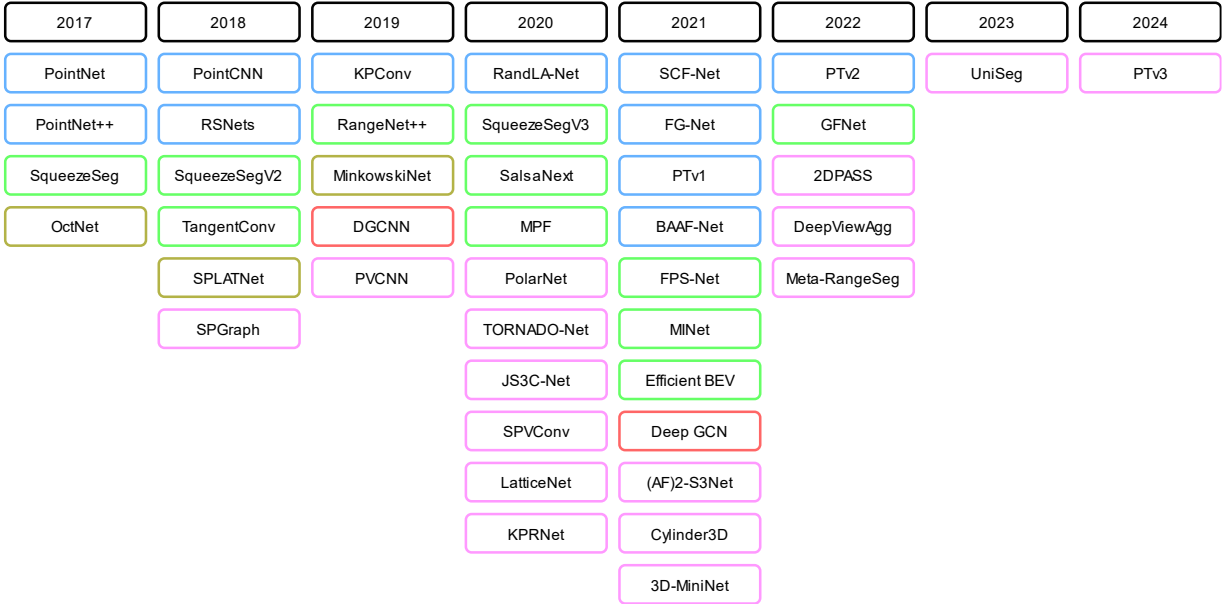 2017 2018 2019 2020 2021 2022 2023 2024
PointNet PointCNN KPConv RandLA-Net SCF-Net PTv2 UniSeg PTv3
PointNet++ RSNets RangeNet++ SqueezeSegV3 FG-Net GFNet
SqueezeSeg SqueezeSegV2 MinkowskiNet SalsaNext PTv1 2DPASS
OctNet TangentConv DGCNN MPF BAAF-Net DeepViewAgg
SPLATNet PVCNN PolarNet FPS-Net Meta-RangeSeg
SPGraph TORNADO-Net MINet
JS3C-Net Efficient BEV
SPVConv Deep GCN
LatticeNet (AF)2-S3Net
KPRNet Cylinder3D
3D-MiniNet